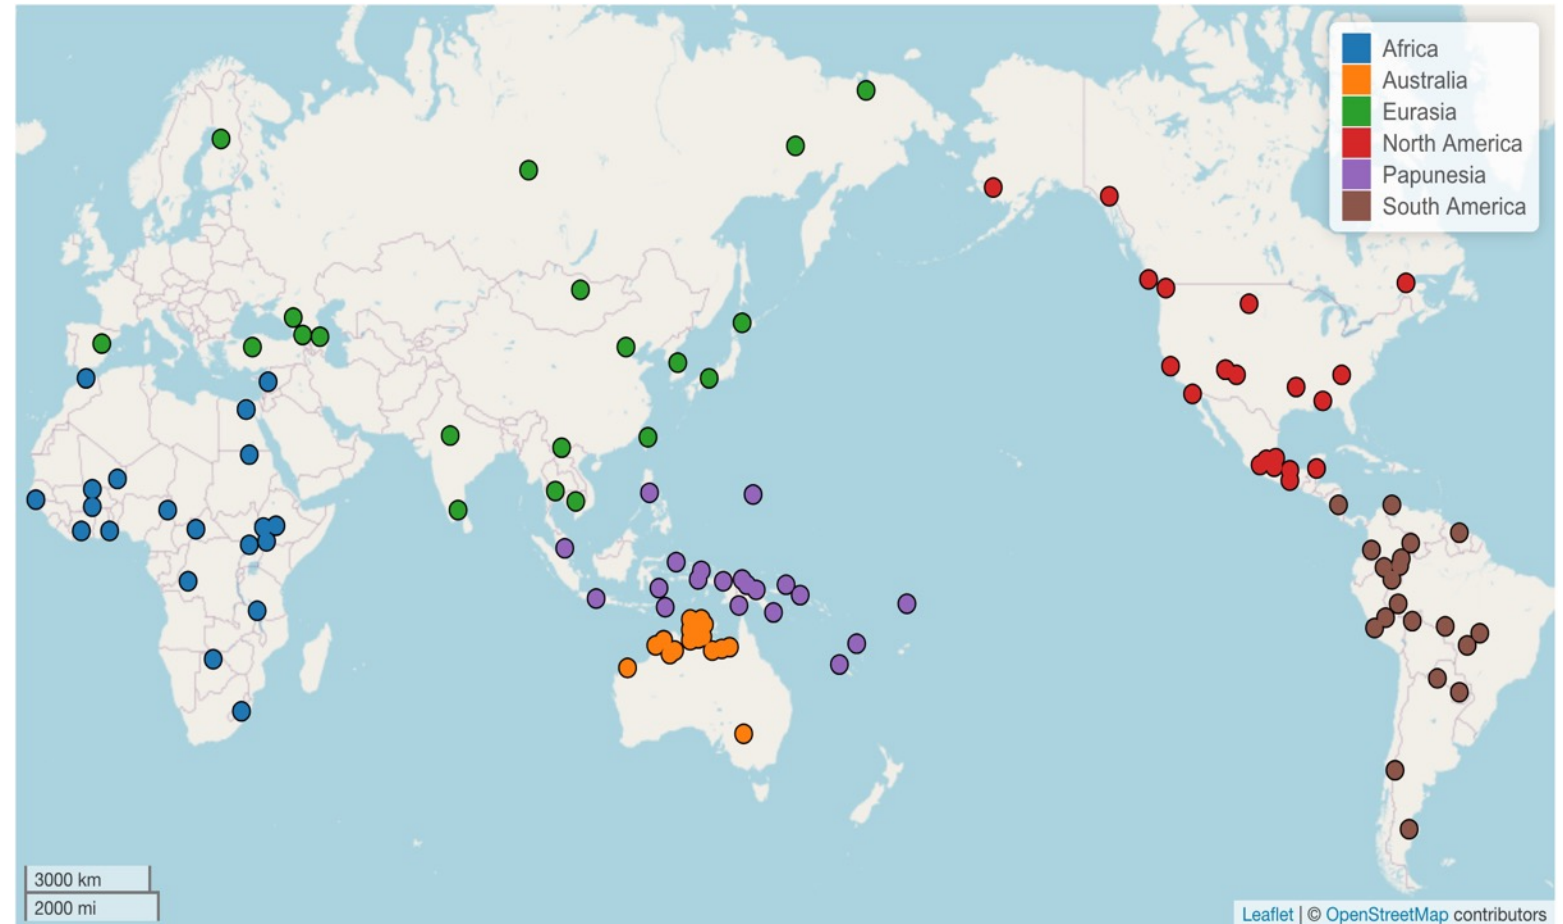 Africa
Australia
Eurasia
North America
Papunesia
South America
3000 km
2000 mi
Leaflet | © OpenStreetMap contributors